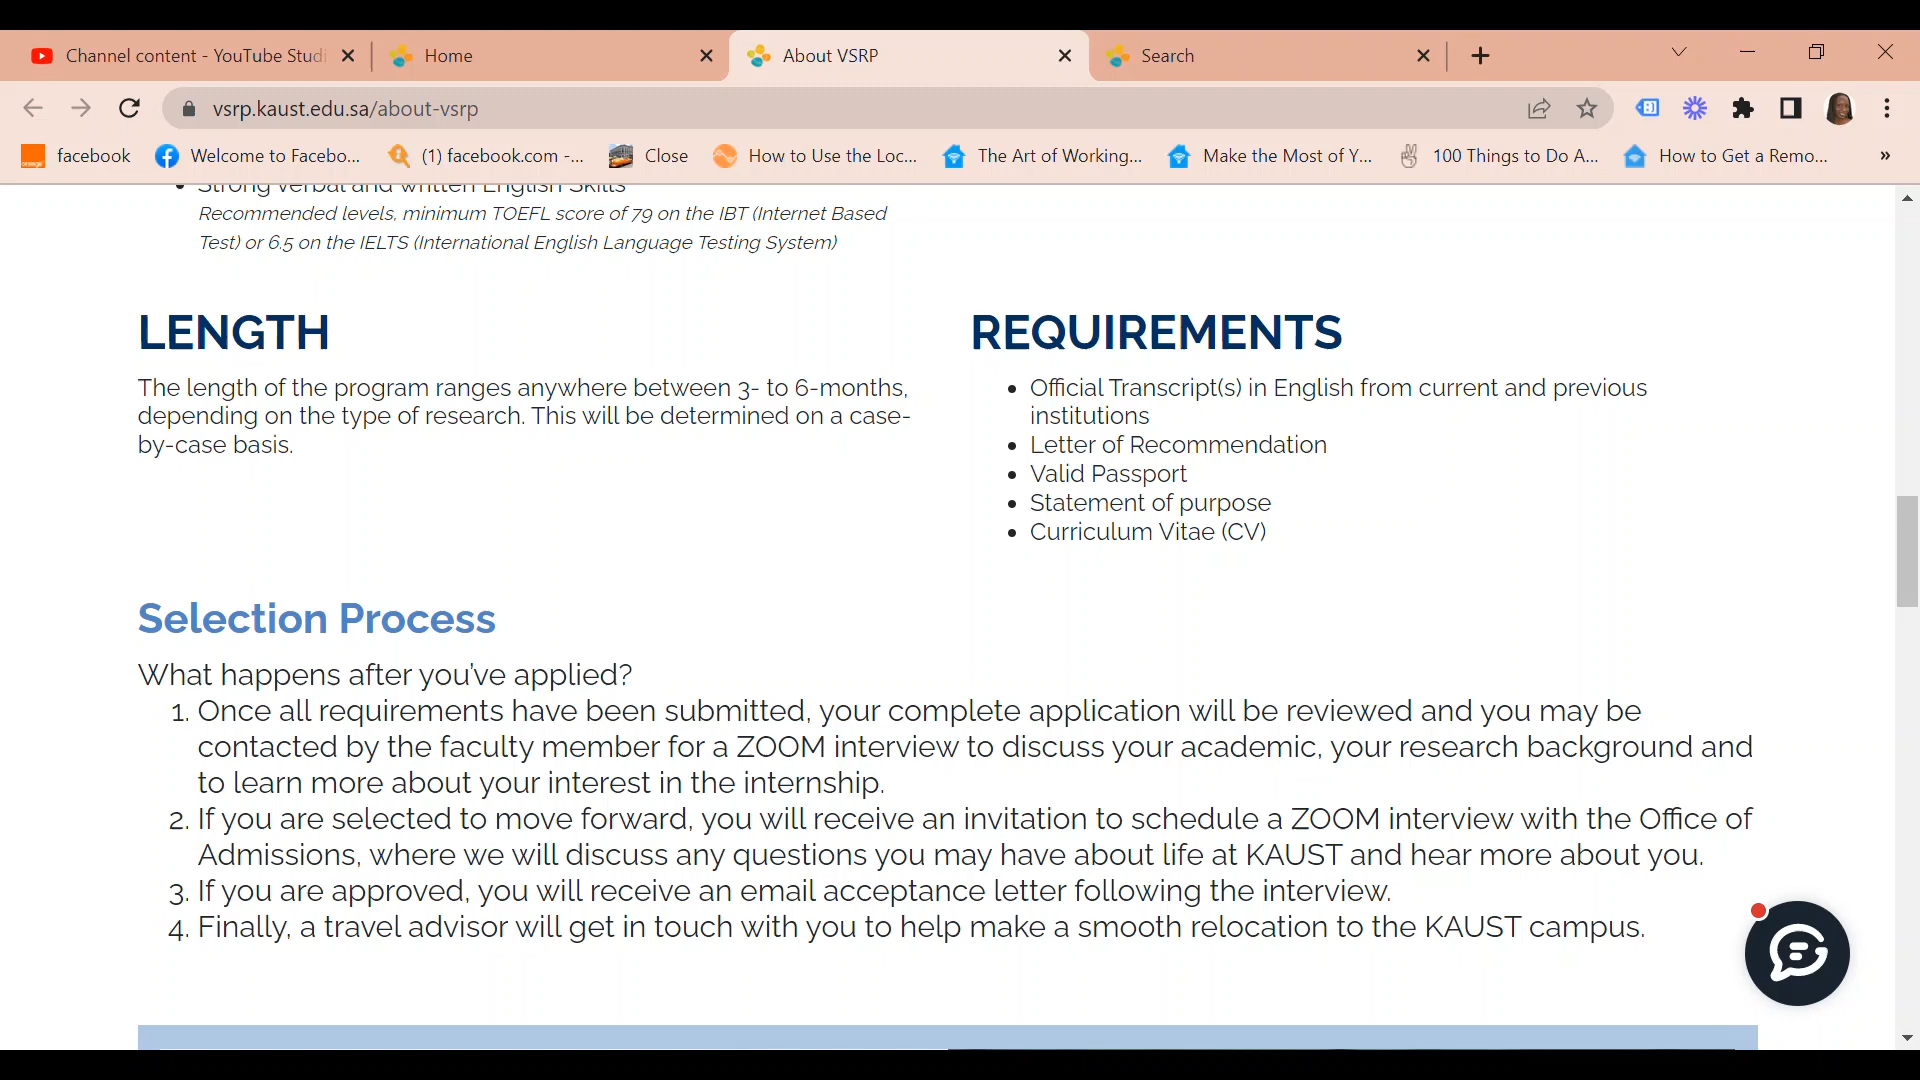 Channel content - YouTube Studi
Home
About VSRP
Search
vsrp.kaust.edu.sa/about-vsrp
facebook
Welcome to Facebo...
(1) facebook.com -...
Close
How to Use the Loc...
The Art of Working...
Make the Most of Y...
100 Things to Do A...
How to Get a Remo...
»
Strong verbal and written English Skills
Recommended levels, minimum TOEFL score of 79 on the IBT (Internet Based
Test) or 6.5 on the IELTS (International English Language Testing System)
LENGTH
The length of the program ranges anywhere between 3- to 6-months,
depending on the type of research. This will be determined on a case-
by-case basis.
REQUIREMENTS
• Official Transcript(s) in English from current and previous
institutions
• Letter of Recommendation
• Valid Passport
• Statement of purpose
• Curriculum Vitae (CV)
Selection Process
What happens after you've applied?
1. Once all requirements have been submitted, your complete application will be reviewed and you may be
contacted by the faculty member for a ZOOM interview to discuss your academic, your research background and
to learn more about your interest in the internship.
2. If you are selected to move forward, you will receive an invitation to schedule a ZOOM interview with the Office of
Admissions, where we will discuss any questions you may have about life at KAUST and hear more about you.
3. If you are approved, you will receive an email acceptance letter following the interview.
4. Finally, a travel advisor will get in touch with you to help make a smooth relocation to the KAUST campus.